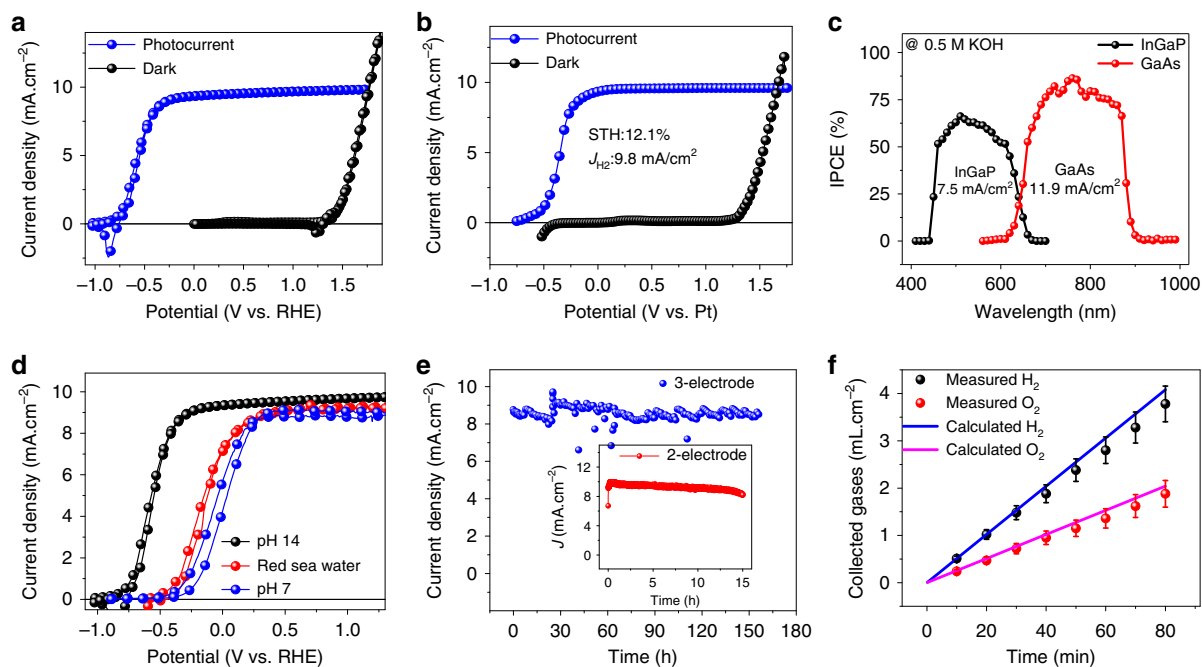 a
Photocurrent
Dark
10
5
0
Current density (mA.cm⁻²)
−1.0 −0.5 0.0 0.5 1.0 1.5
Potential (V vs. RHE)
b
Photocurrent
Dark
STH:12.1%
J_H2:9.8 mA/cm²
15
10
5
0
Current density (mA.cm⁻²)
−1.0 −0.5 0.0 0.5 1.0 1.5
Potential (V vs. Pt)
c
@ 0.5 M KOH
InGaP
GaAs
100
75
50
25
0
IPCE (%)
InGaP
7.5 mA/cm²
GaAs
11.9 mA/cm²
400 600 800 1000
Wavelength (nm)
d
10
8
6
4
2
0
Current density (mA.cm⁻²)
pH 14
Red sea water
pH 7
−1.0 −0.5 0.0 0.5 1.0
Potential (V vs. RHE)
e
3-electrode
10
8
6
4
2
0
Current density (mA.cm⁻²)
2-electrode
12
8
4
0
J (mA.cm⁻²)
0 5 10 15
Time (h)
0 30 60 90 120 150 180
Time (h)
f
Measured H₂
Measured O₂
Calculated H₂
Calculated O₂
4
3
2
1
0
Collected gases (mL.cm⁻²)
0 20 40 60 80
Time (min)